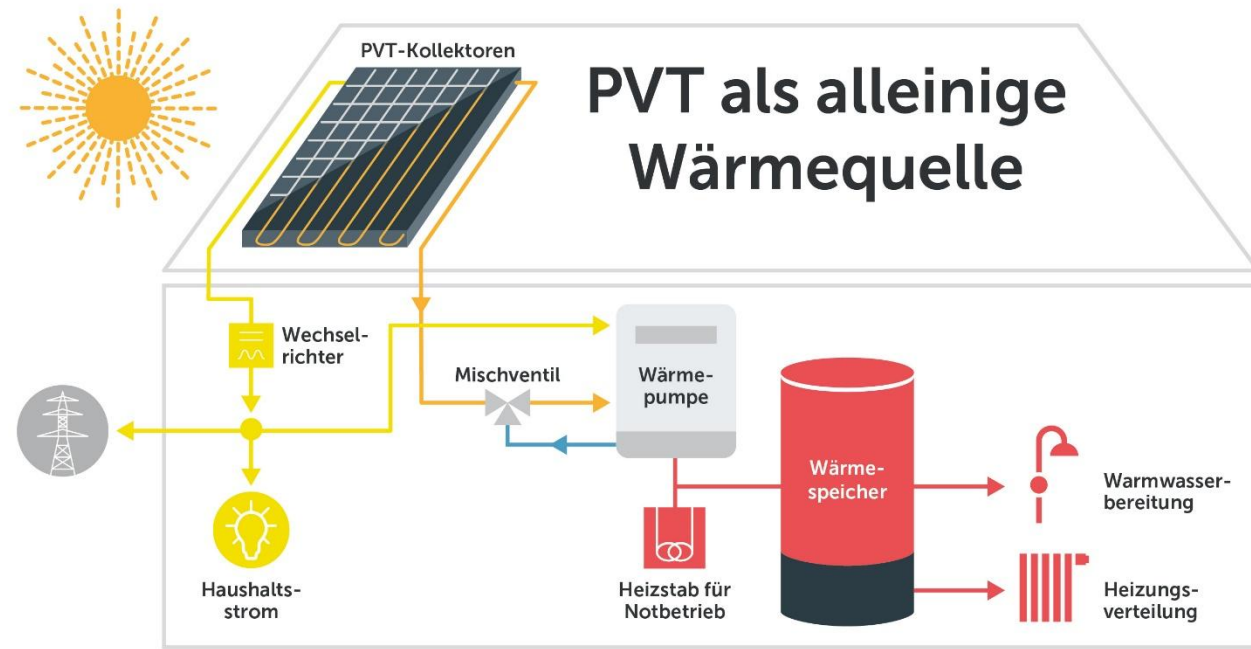 PVT-Kollektoren
PVT als alleinige
Wärmequelle
Wechsel-
richter
Mischventil
Wärme-
pumpe
Wärme-
speicher
Warmwasser-
bereitung
Haushalts-
strom
Heizstab für
Notbetrieb
Heizungs-
verteilung